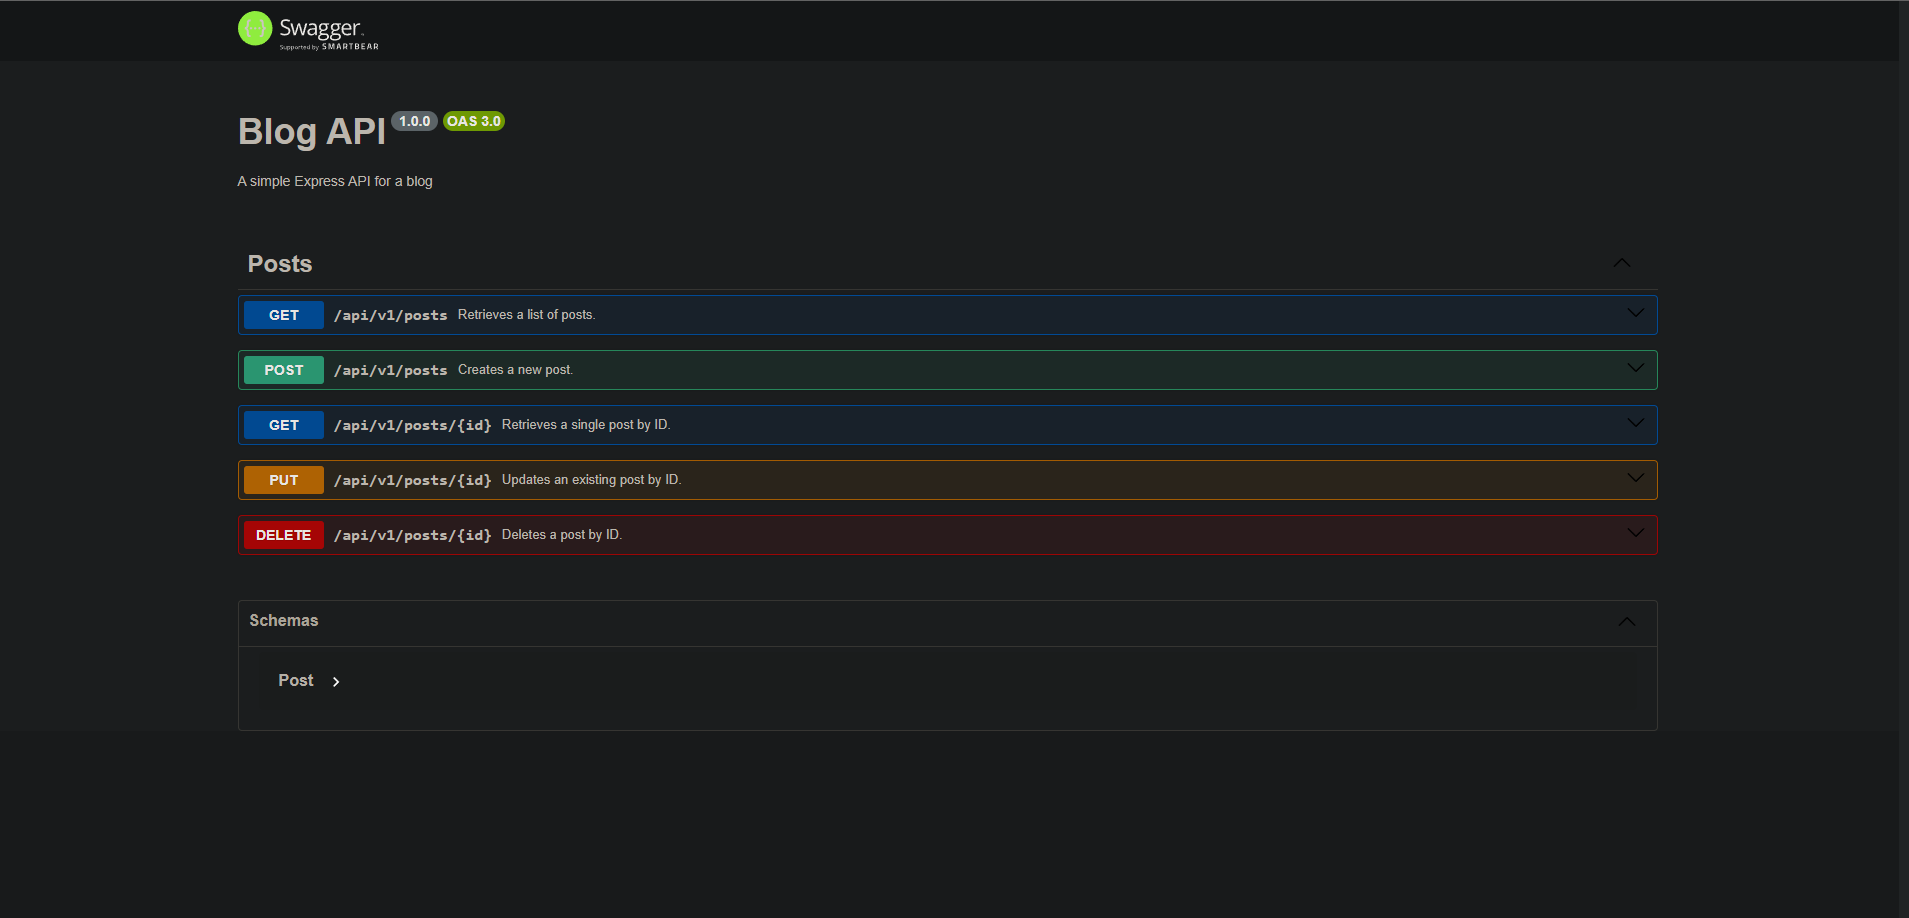 Swagger.
Supported by SMARTBEAR
Blog API 1.0.0 OAS 3.0
A simple Express API for a blog
Posts
GET /api/v1/posts Retrieves a list of posts.
POST /api/v1/posts Creates a new post.
GET /api/v1/posts/{id} Retrieves a single post by ID.
PUT /api/v1/posts/{id} Updates an existing post by ID.
DELETE /api/v1/posts/{id} Deletes a post by ID.
Schemas
Post